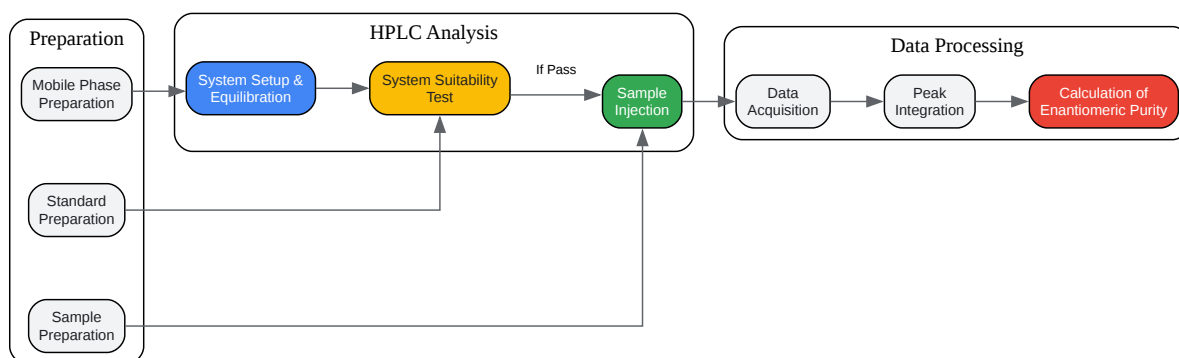 Preparation
Mobile Phase
Preparation
Standard
Preparation
Sample
Preparation
HPLC Analysis
System Setup &
Equilibration
System Suitability
Test
If Pass
Sample
Injection
Data Processing
Data
Acquisition
Peak
Integration
Calculation of
Enantiomeric Purity